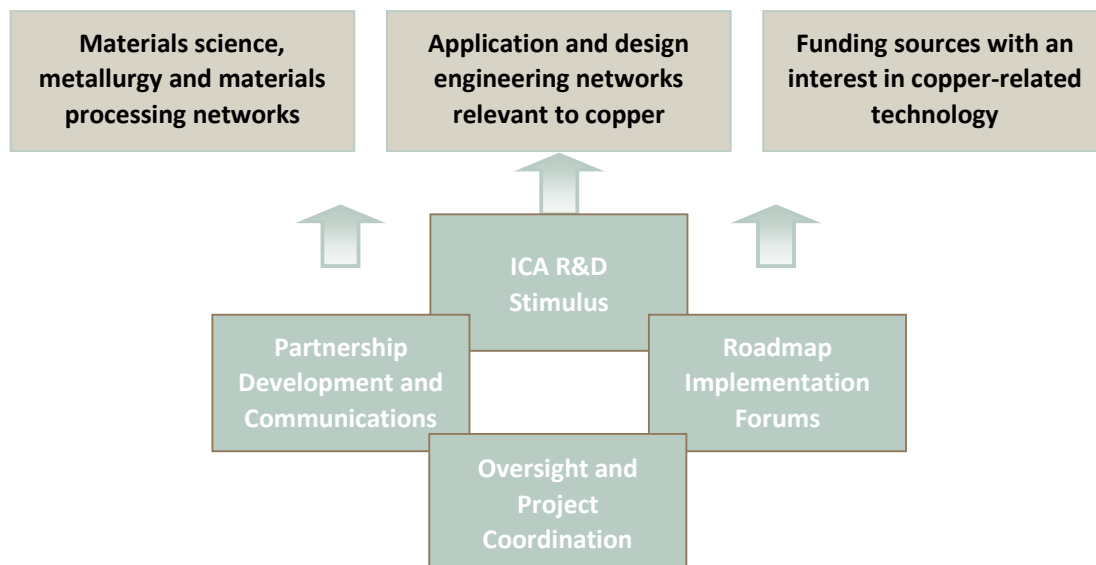 Materials science,
metallurgy and materials
processing networks
Application and design
engineering networks
relevant to copper
Funding sources with an
interest in copper-related
technology
ICA R&D
Stimulus
Partnership
Development and
Communications
Roadmap
Implementation
Forums
Oversight and
Project
Coordination